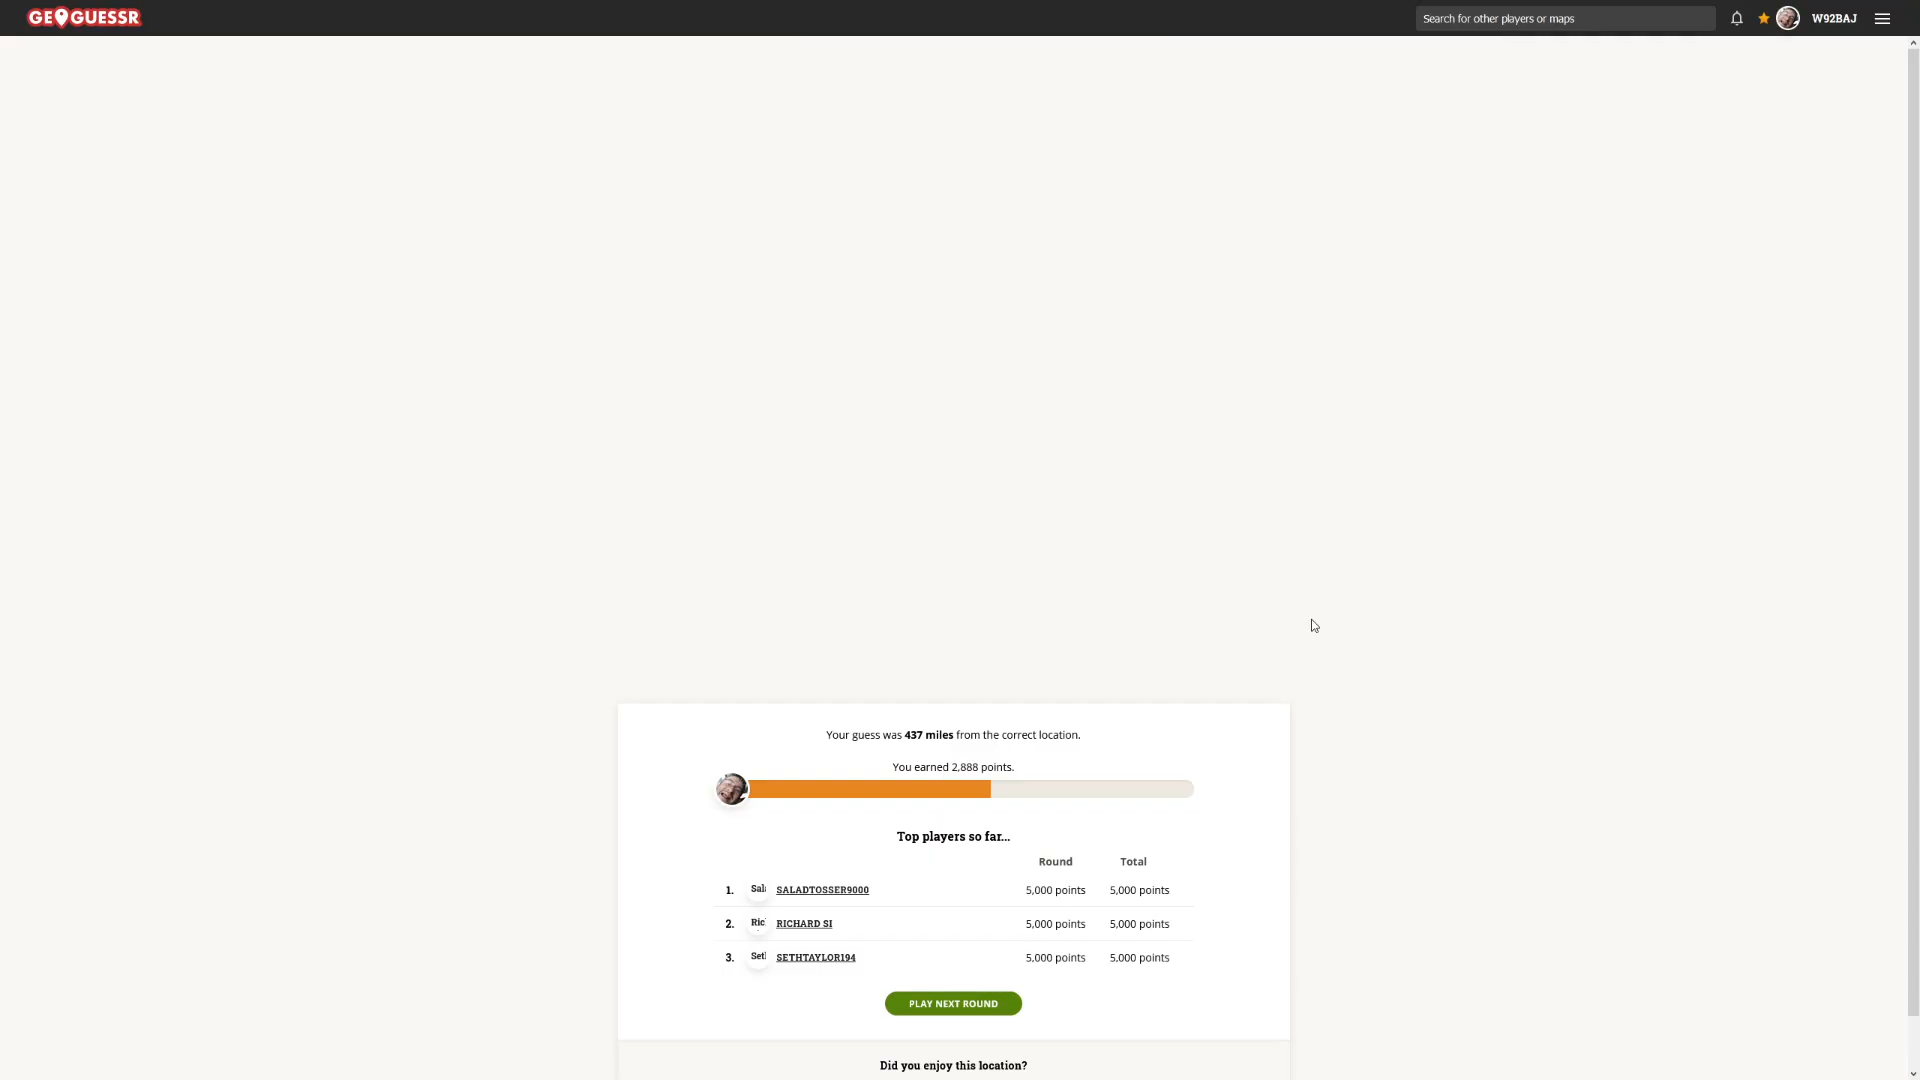 GEOGUESSR
Search for other players or maps
W92BAJ
Your guess was 437 miles from the correct location.
You earned 2,888 points.
Top players so far...
Round Total
1. Sal SALADTOSSER9000 5,000 points 5,000 points
2. Ric RICHARD SI 5,000 points 5,000 points
3. Set SETHTAYLOR194 5,000 points 5,000 points
PLAY NEXT ROUND
Did you enjoy this location?